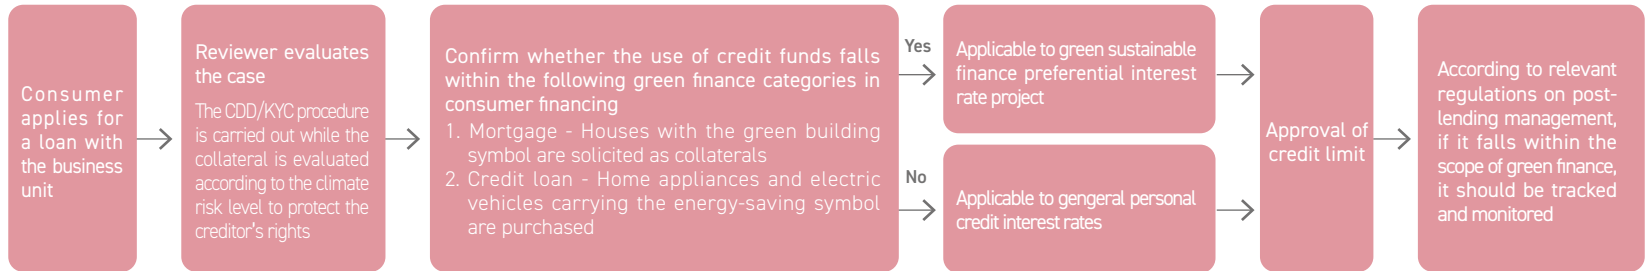 Consumer
applies for
a loan with
the business
unit
Reviewer evaluates
the case
The CDD/KYC procedure
is carried out while the
collateral is evaluated
according to the climate
risk level to protect the
creditor's rights
Confirm whether the use of credit funds falls
within the following green finance categories in
consumer financing
1. Mortgage - Houses with the green building
symbol are solicited as collaterals
2. Credit loan - Home appliances and electric
vehicles carrying the energy-saving symbol
are purchased
Yes
Applicable to green sustainable
finance preferential interest
rate project
No
Applicable to gengeral personal
credit interest rates
Approval of
credit limit
According to relevant
regulations on post-
lending management,
if it falls within the
scope of green finance,
it should be tracked
and monitored